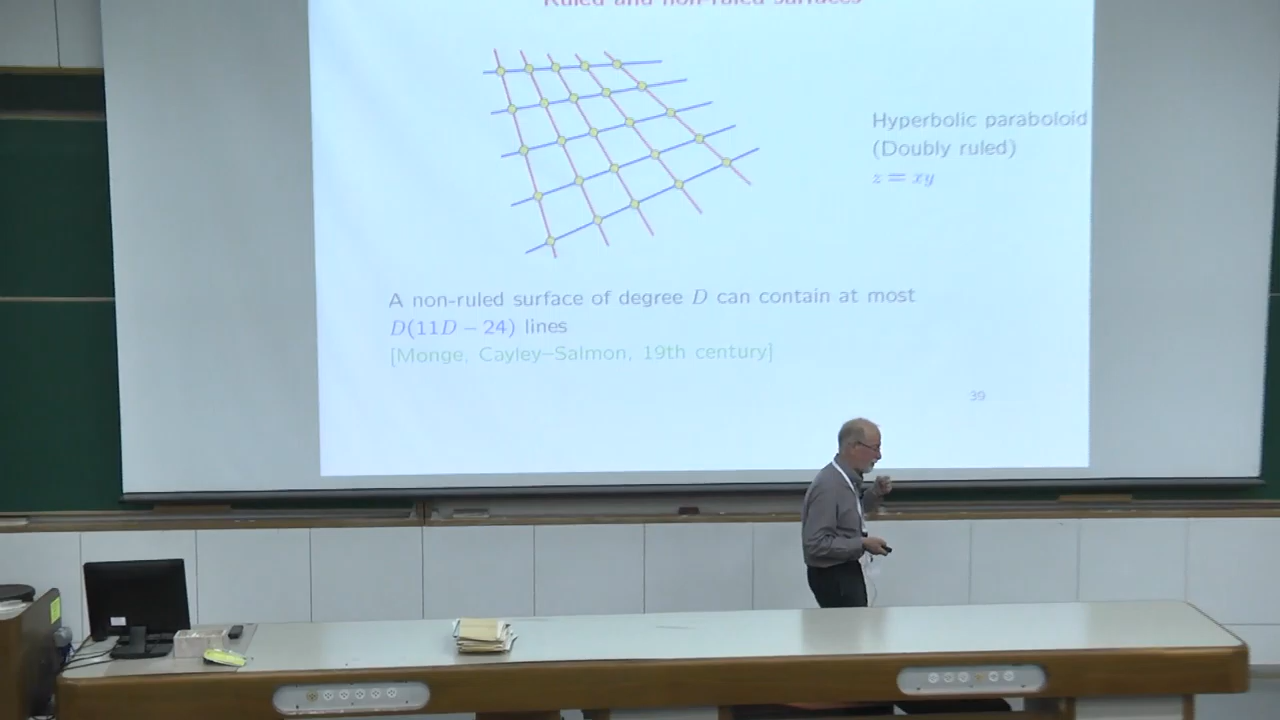 Ruled and non-ruled surfaces
Hyperbolic paraboloid
(Doubly ruled)
z = xy
A non-ruled surface of degree D can contain at most
D(11D − 24) lines
[Monge, Cayley–Salmon, 19th century]
39